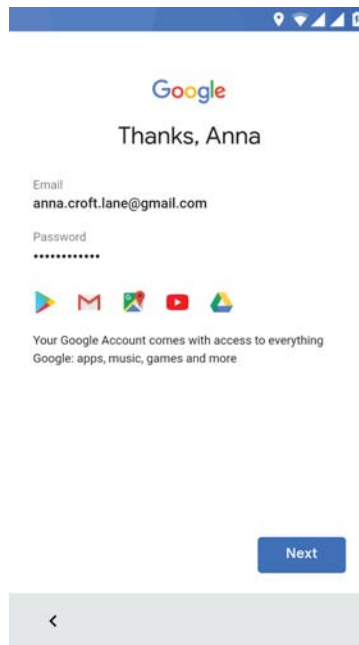 Google
Thanks, Anna
Email
anna.croft.lane@gmail.com
Password
••••••••••••
Your Google Account comes with access to everything
Google: apps, music, games and more
Next